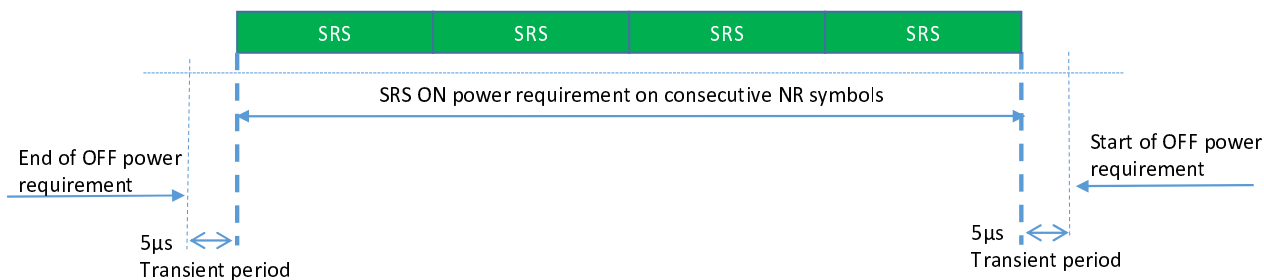 SRS SRS SRS SRS
SRS ON power requirement on consecutive NR symbols
End of OFF power
requirement
Start of OFF power
requirement
5µs
Transient period
5µs
Transient period